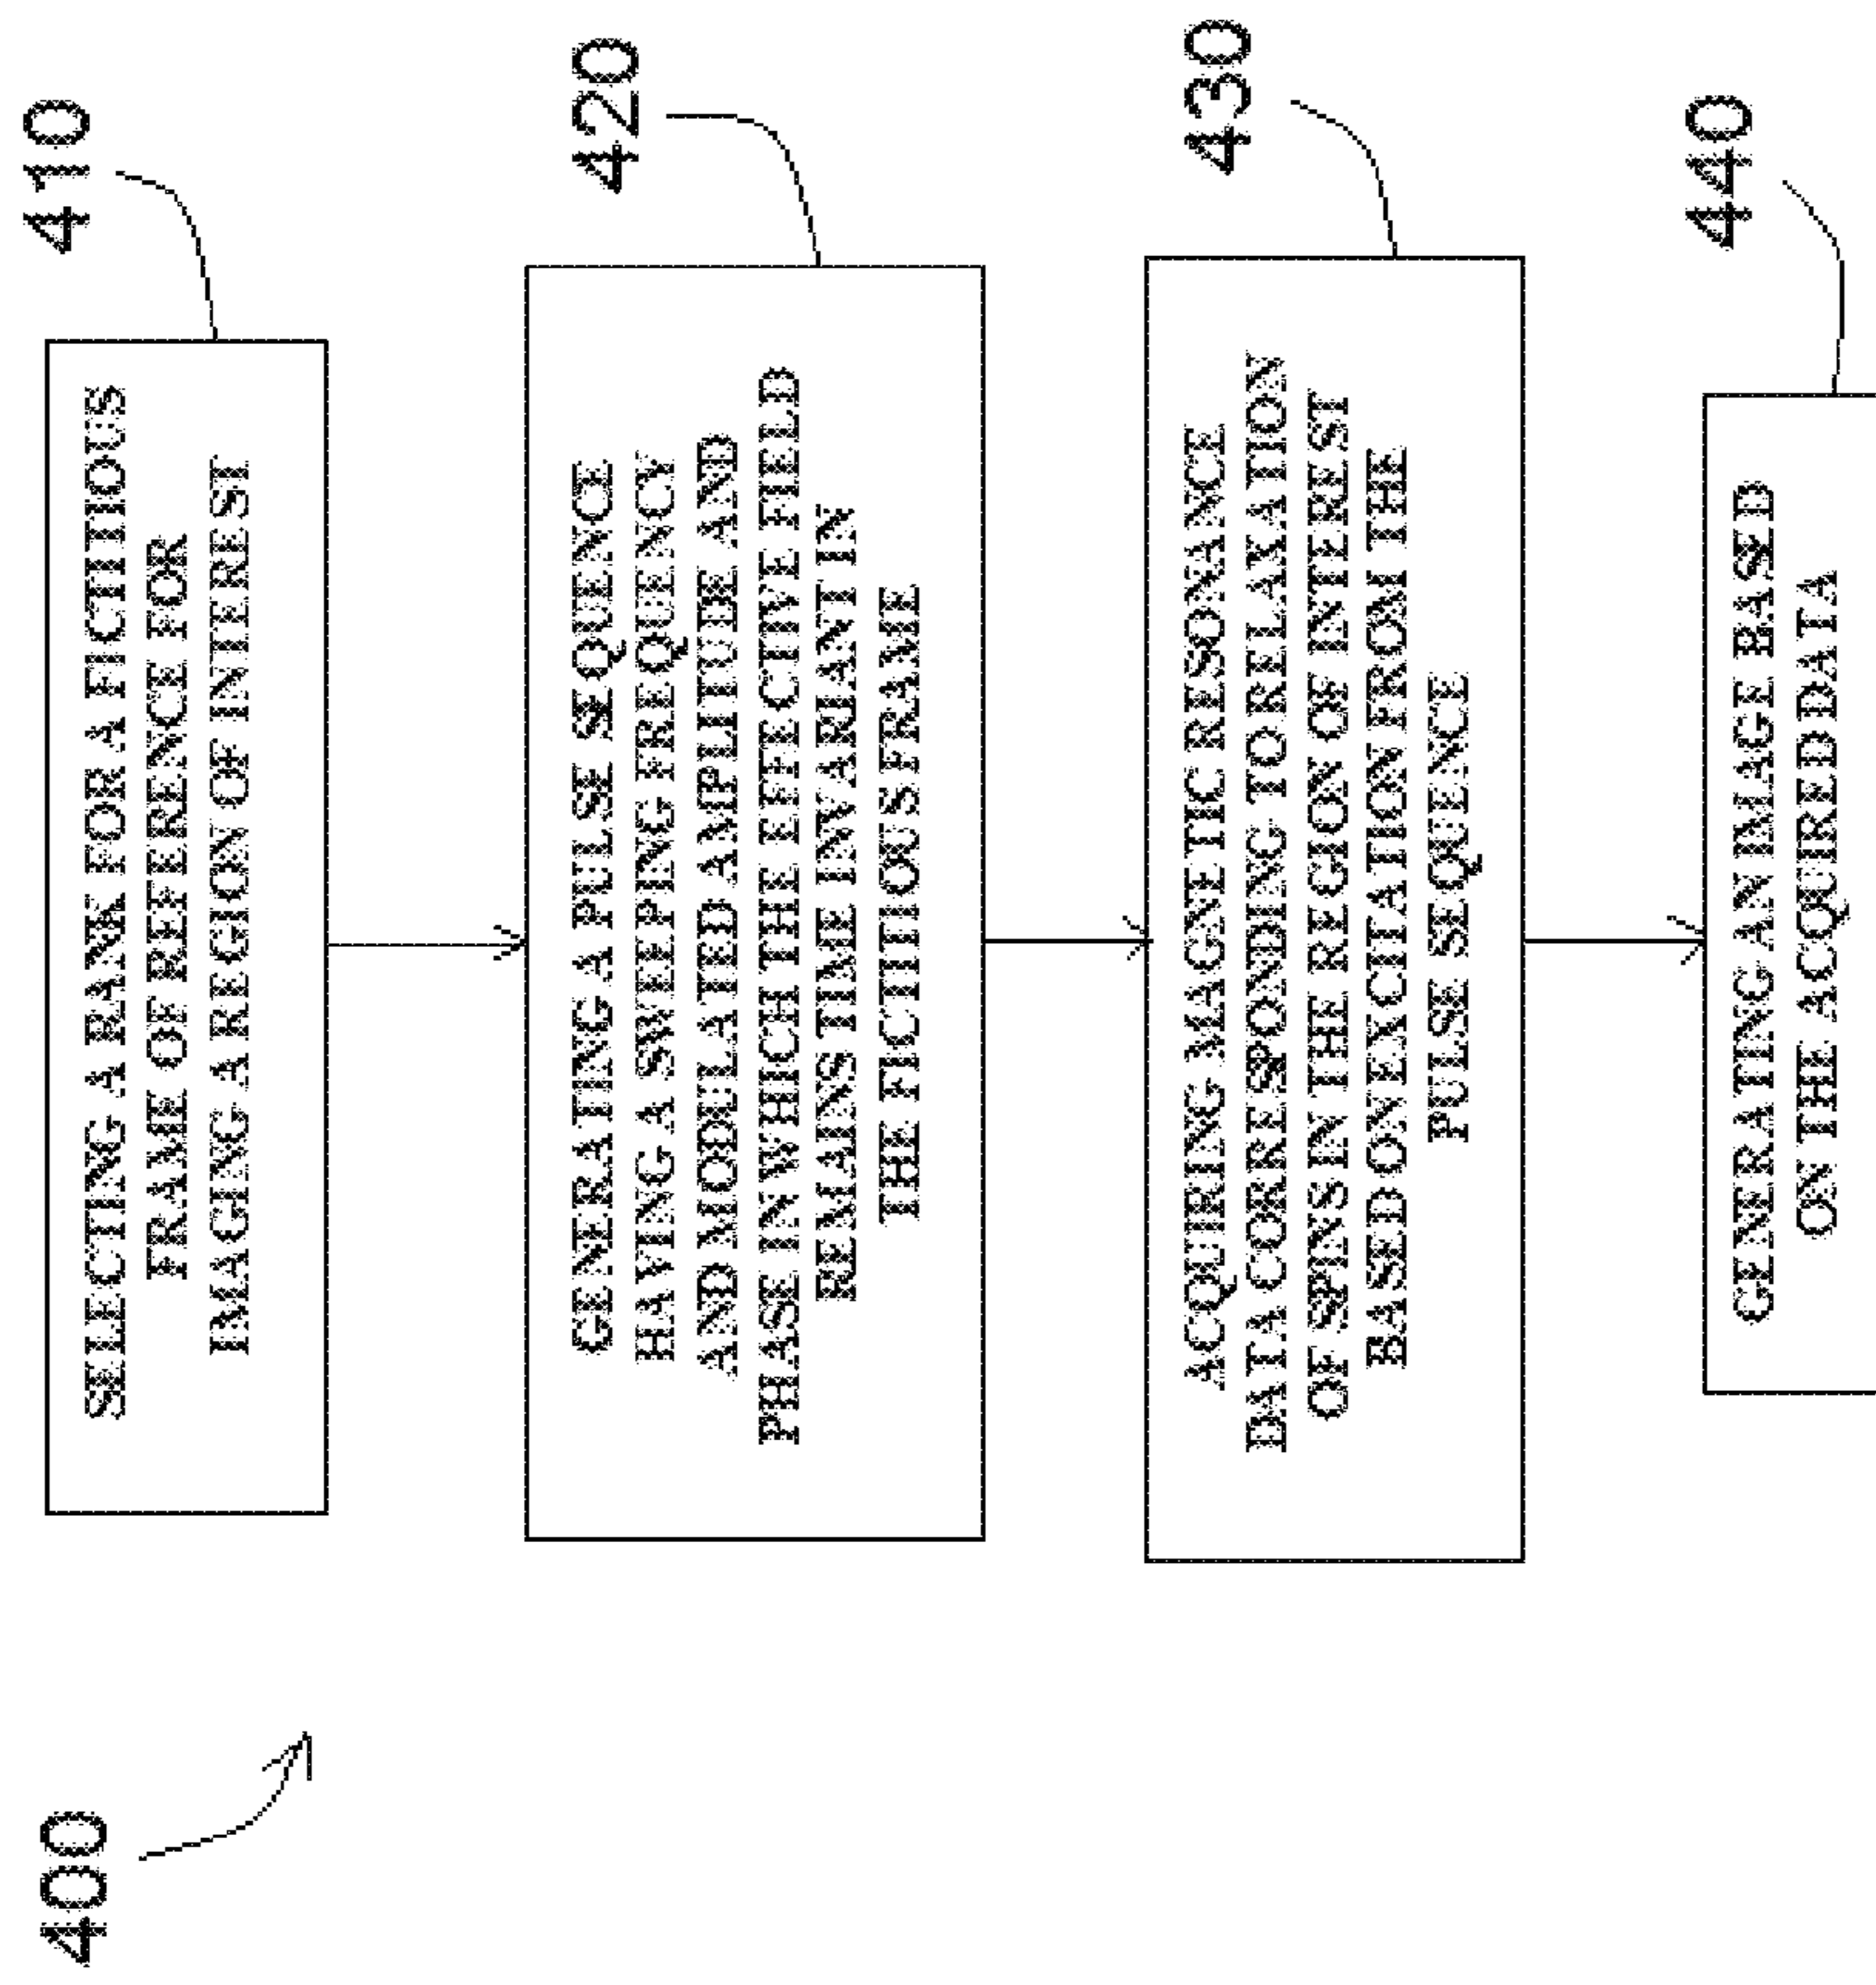 400
410
SELECTING A RANK FOR A FICTITIOUS
FRAME OF REFERENCE FOR
IMAGING A REGION OF INTEREST
420
GENERATING A PULSE SEQUENCE
HAVING A SWEEPING FREQUENCY
AND MODULATED AMPLITUDE AND
PHASE IN WHICH THE EFFECTIVE FIELD
REMAINS TIME INVARIANT IN
THE FICTITIOUS FRAME
430
ACQUIRING MAGNETIC RESONANCE
DATA CORRESPONDING TO RELAXATION
OF SPINS IN THE REGION OF INTEREST
BASED ON EXCITATION FROM THE
PULSE SEQUENCE
440
GENERATING AN IMAGE BASED
ON THE ACQUIRED DATA